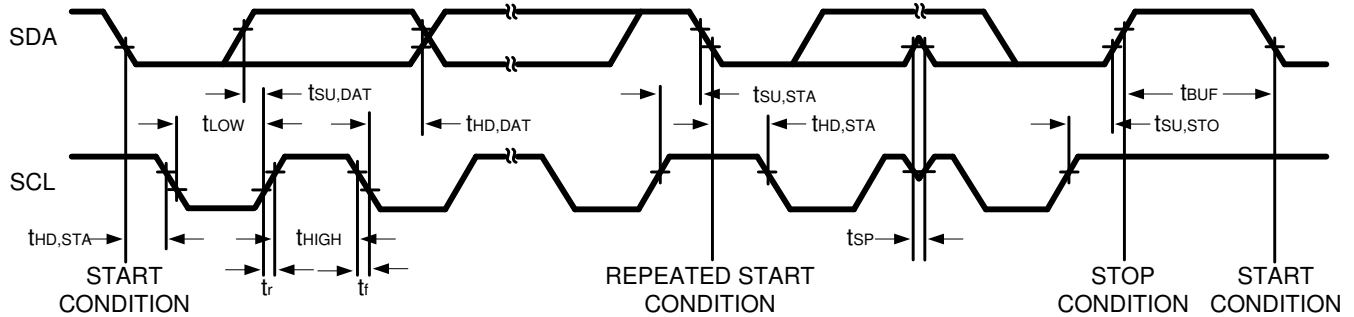 SDA
tSU,DAT
tLOW
tHD,DAT
tSU,STA
tHD,STA
tBUF
tSU,STO
SCL
tHD,STA
tHIGH
tSP
tr
tf
START
CONDITION
REPEATED START
CONDITION
STOP
CONDITION
START
CONDITION